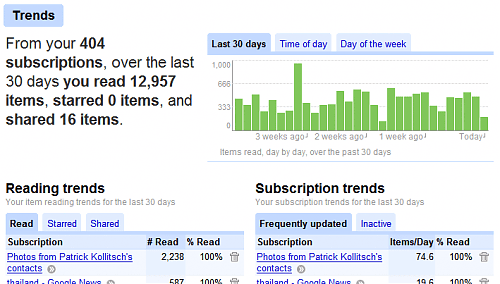 Trends
From your 404
subscriptions, over the last
30 days you read 12,957
items, starred 0 items, and
shared 16 items.
Last 30 days Time of day Day of the week
1,000
666
333
0
3 weeks ago 2 weeks ago 1 week ago Today
Items read, day by day, over the past 30 days
Reading trends
Your item reading trends for the last 30 days
Read Starred Shared
Subscription # Read % Read
Photos from Patrick Kollitsch's 2,238 100%
contacts »
thailand - Google News » 587 100%
Subscription trends
Your subscription trends for the last 30 days
Frequently updated Inactive
Subscription Items/Day % Read
Photos from Patrick Kollitsch's 74.6 100%
contacts »
thailand - Google News » 19.6 100%